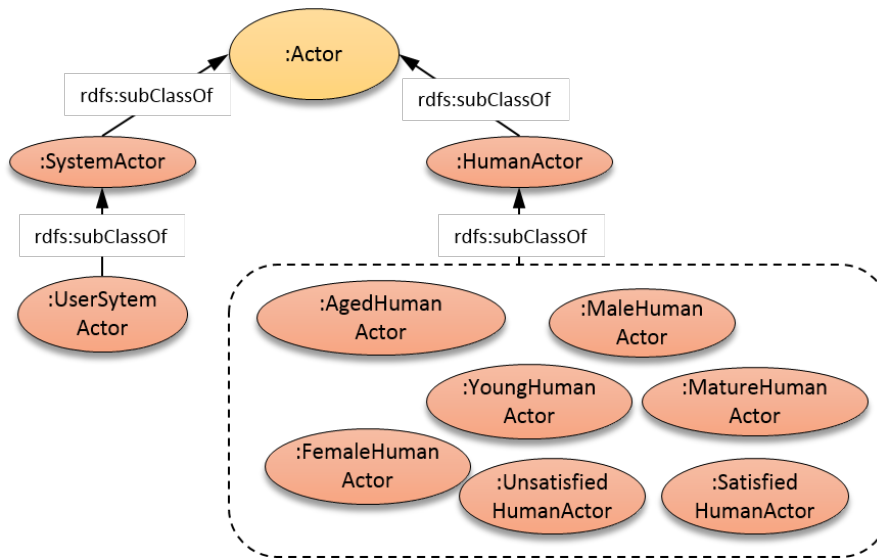 :Actor
rdfs:subClassOf
rdfs:subClassOf
:SystemActor
:HumanActor
rdfs:subClassOf
rdfs:subClassOf
:UserSytem
Actor
:AgedHuman
Actor
:MaleHuman
Actor
:YoungHuman
Actor
:MatureHuman
Actor
:FemaleHuman
Actor
:Unsatisfied
HumanActor
:Satisfied
HumanActor